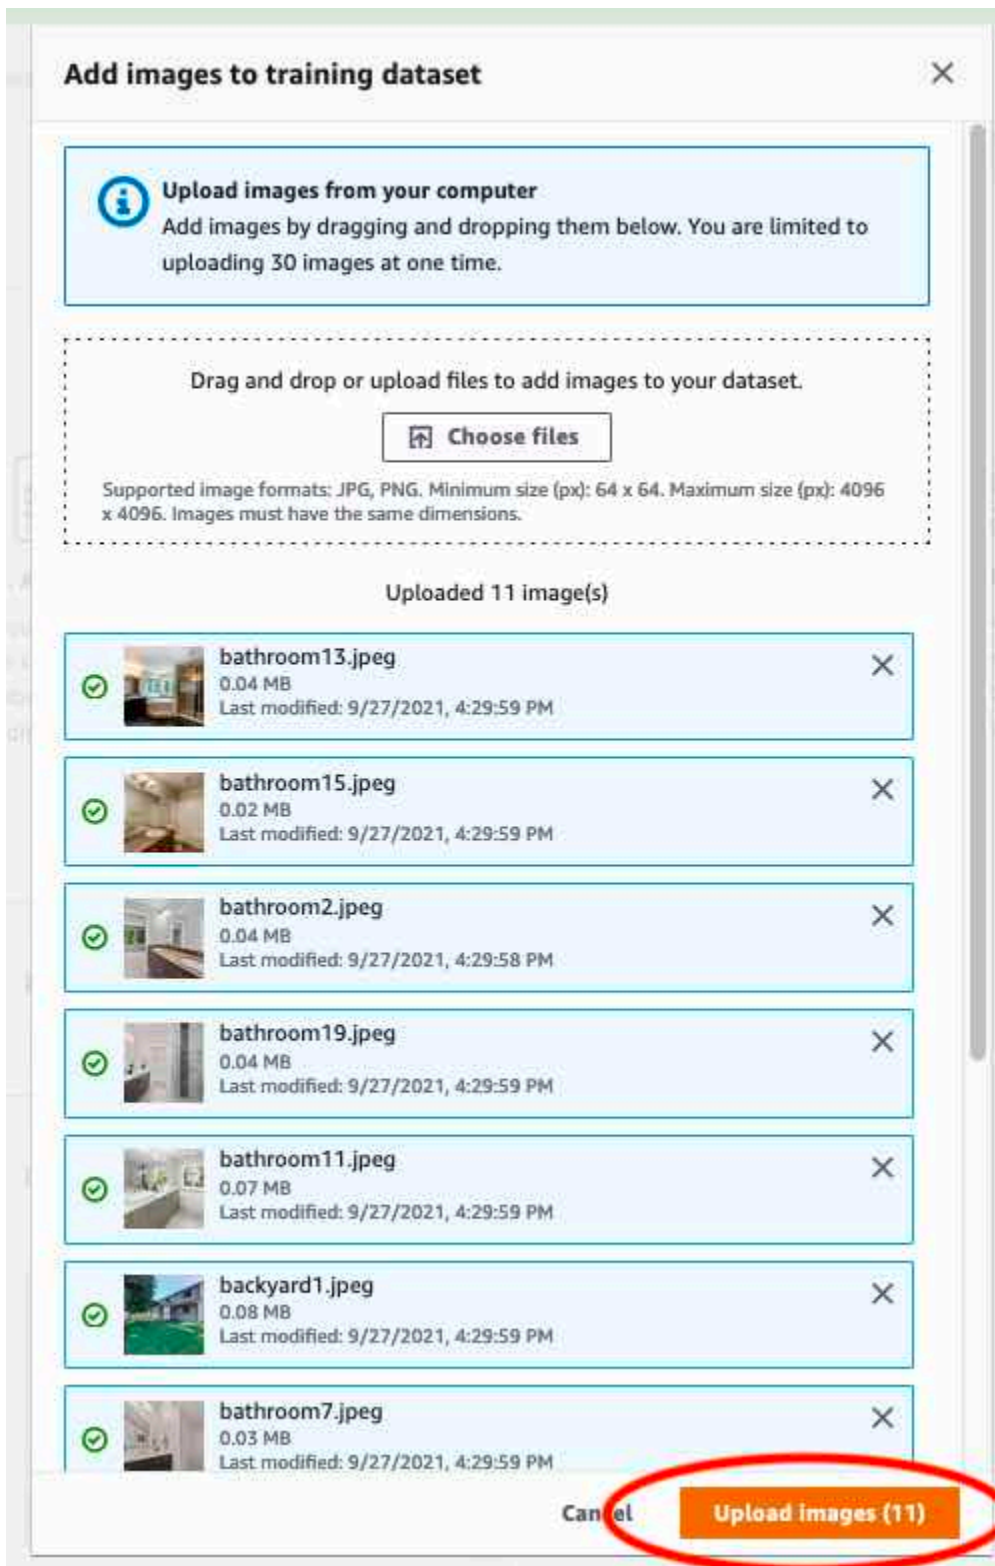 Add images to training dataset
Upload images from your computer
Add images by dragging and dropping them below. You are limited to
uploading 30 images at one time.
Drag and drop or upload files to add images to your dataset.
Choose files
Supported image formats: JPG, PNG. Minimum size (px): 64 x 64. Maximum size (px): 4096
x 4096. Images must have the same dimensions.
Uploaded 11 image(s)
bathroom13.jpeg
0.04 MB
Last modified: 9/27/2021, 4:29:59 PM
bathroom15.jpeg
0.02 MB
Last modified: 9/27/2021, 4:29:59 PM
bathroom2.jpeg
0.04 MB
Last modified: 9/27/2021, 4:29:58 PM
bathroom19.jpeg
0.04 MB
Last modified: 9/27/2021, 4:29:59 PM
bathroom11.jpeg
0.07 MB
Last modified: 9/27/2021, 4:29:59 PM
backyard1.jpeg
0.08 MB
Last modified: 9/27/2021, 4:29:59 PM
bathroom7.jpeg
0.03 MB
Last modified: 9/27/2021, 4:29:59 PM
Cancel Upload images (11)